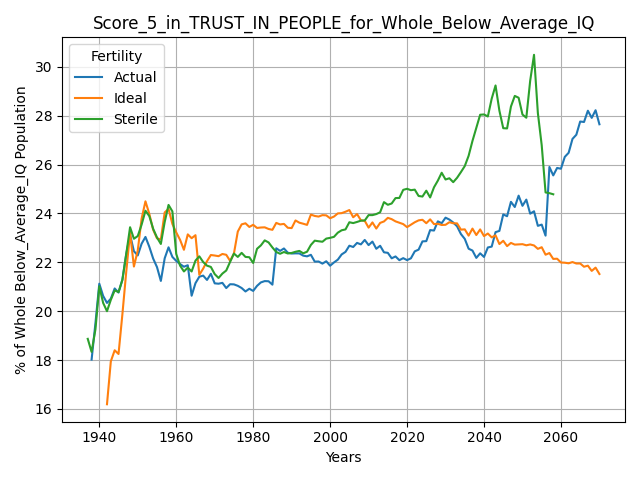 Score_5_in_TRUST_IN_PEOPLE_for_Whole_Below_Average_IQ
Fertility
Actual
Ideal
Sterile
% of Whole Below_Average_IQ Population
30
28
26
24
22
20
18
16
1940 1960 1980 2000 2020 2040 2060
Years